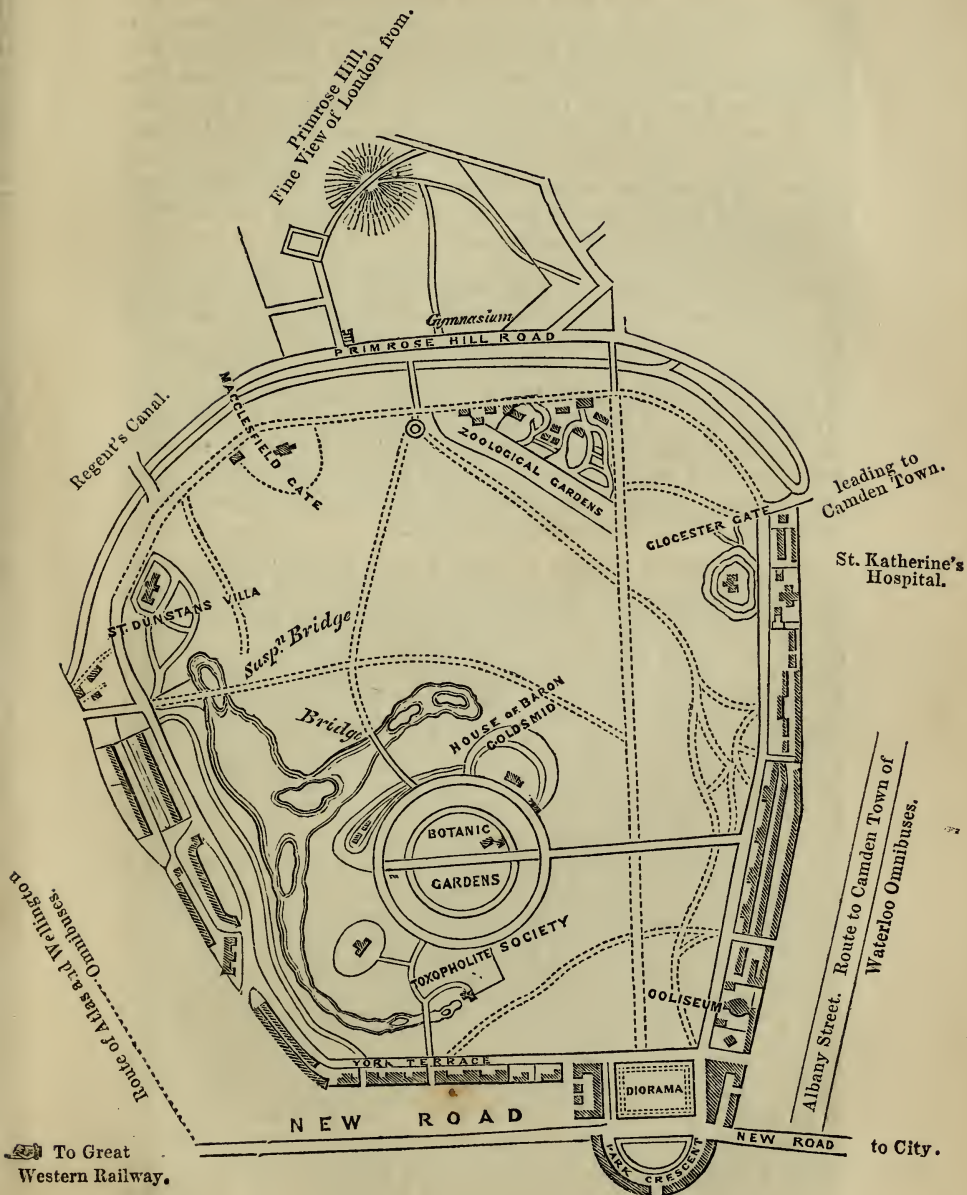 Primrose Hill,
Fine View of London from.
Gymnasium
PRIMROSE HILL ROAD
MACCLESFIELD GATE
Regent's Canal.
ZOOLOGICAL GARDENS
leading to
Camden Town.
GLOCESTER GATE
St. Katherine's
Hospital.
ST. DUNSTANS VILLA
Suspn Bridge
Bridge
HOUSE OF BARON
GOLDSMID
BOTANIC
GARDENS
TOXOPHOLITE SOCIETY
COLISEUM
Route of Atlas and Wellington
Omnibuses.
Albany Street. Route to Camden Town of
Waterloo Omnibuses.
YORK TERRACE
DIORAMA
NEW ROAD
NEW ROAD
to City.
PARK CRESCENT
To Great
Western Railway.